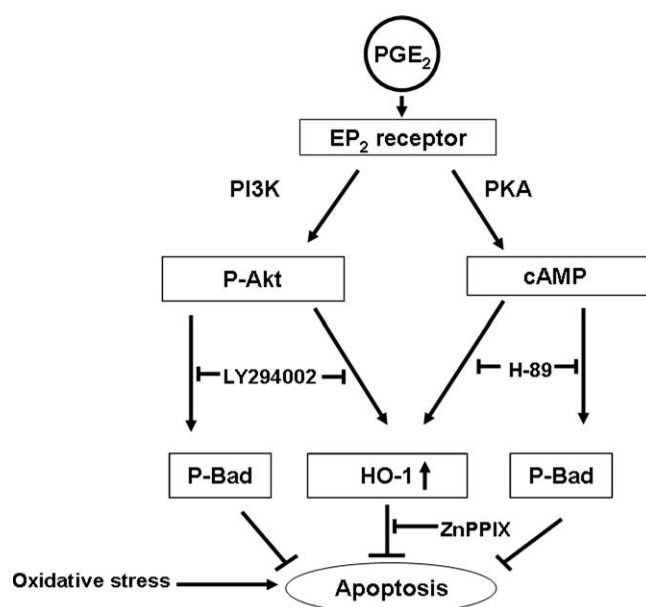 PGE₂
EP₂ receptor
PI3K
PKA
P-Akt
cAMP
LY294002
H-89
P-Bad
HO-1
P-Bad
ZnPPIX
Oxidative stress
Apoptosis